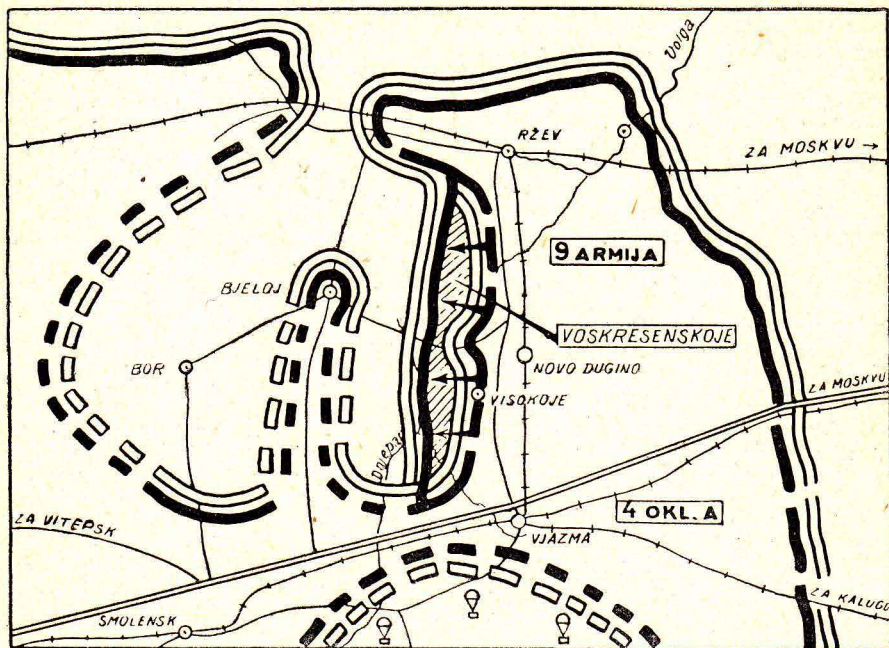 Volga
RŽEV
ZA MOSKVU →
9 ARMIJA
BJELOJ
VOSKRESENSKOJE
BOR
NOVO DUGINO
ZA MOSKVU
VISOKOJE
Dnjepar
4 OKL. A
ZA VITEPSK
VJAZMA
ZA KALUGU
SMOLENSK